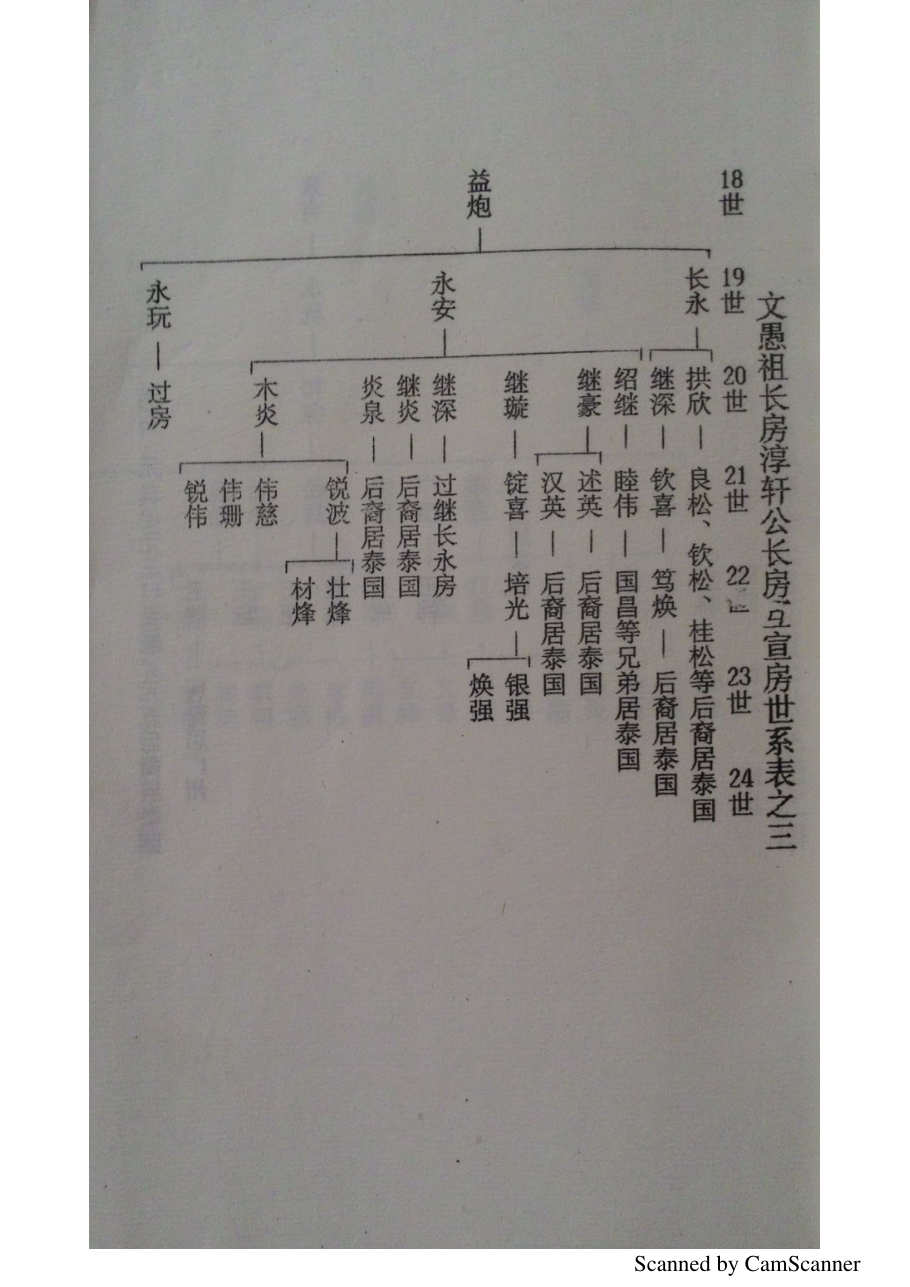 文愚祖长房淳轩公长房宣房世系表之三
18世
19世
20世
21世
22
23世
24世
益炮
长永
永安
永玩
过房
拱欣
良松、钦松、桂松等后裔居泰国
继深
钦喜
笃焕
后裔居泰国
绍继
睦伟
国昌等兄弟居泰国
继豪
述英
后裔居泰国
汉英
后裔居泰国
继璇
锭喜
培光
银强
焕强
继深
过继长永房
继炎
后裔居泰国
炎泉
后裔居泰国
木炎
锐波
壮烽
材烽
伟慈
伟珊
锐伟
Scanned by CamScanner